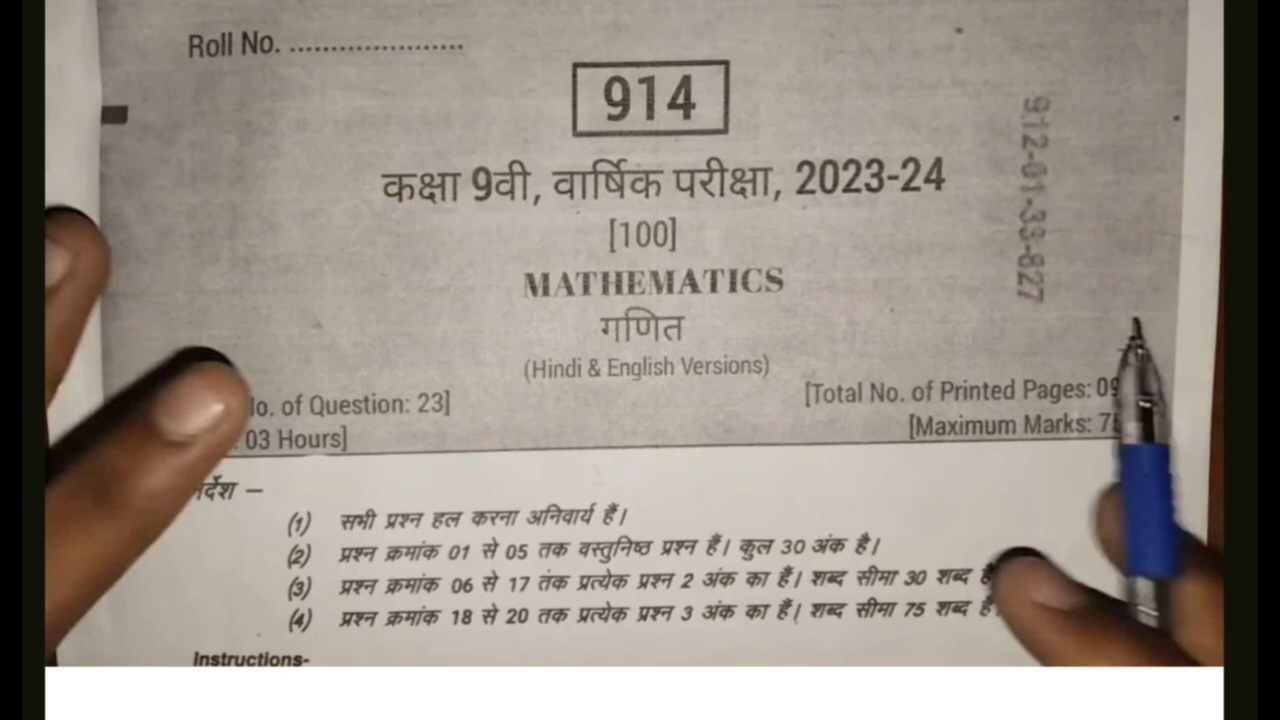 Roll No. ......................
914
912-01-33-827
कक्षा 9वी, वार्षिक परीक्षा, 2023-24
[100]
MATHEMATICS
गणित
(Hindi & English Versions)
of Question: 23]
[Total No. of Printed Pages: 09
03 Hours]
[Maximum Marks:
(1) सभी प्रश्न हल करना अनिवार्य हैं।
(2) प्रश्न क्रमांक 01 से 05 तक वस्तुनिष्ठ प्रश्न हैं। कुल 30 अंक है।
(3) प्रश्न क्रमांक 06 से 17 तक प्रत्येक प्रश्न 2 अंक का है। शब्द सीमा 30 शब्द
(4) प्रश्न क्रमांक 18 से 20 तक प्रत्येक प्रश्न 3 अंक का है। शब्द सीमा 75 शब्द
Instructions-